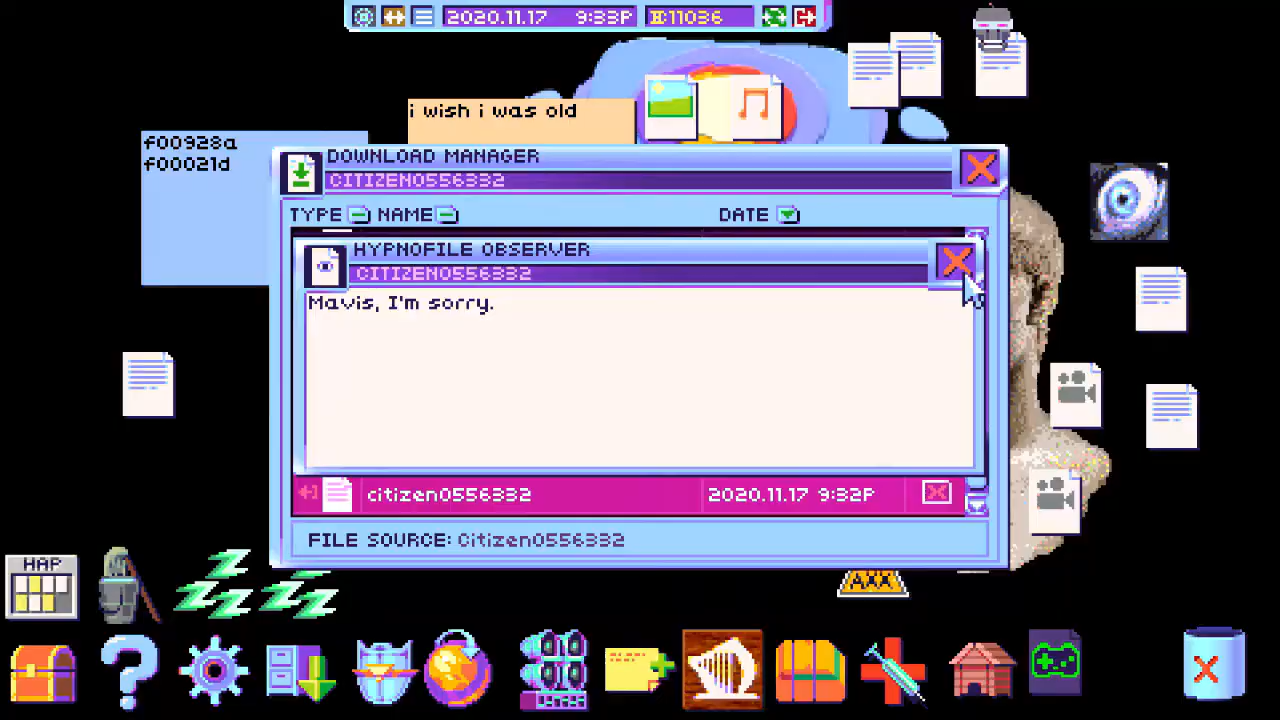 2020.11.17 9:33P
11036
i wish i was old
f00928a
f00021d
DOWNLOAD MANAGER
CITIZEN0556332
TYPE NAME DATE
HYPNOFILE OBSERVER
CITIZEN0556332
Mavis, I'm sorry.
citizen0556332 2020.11.17 9:32P
FILE SOURCE: Citizen0556332
HAP